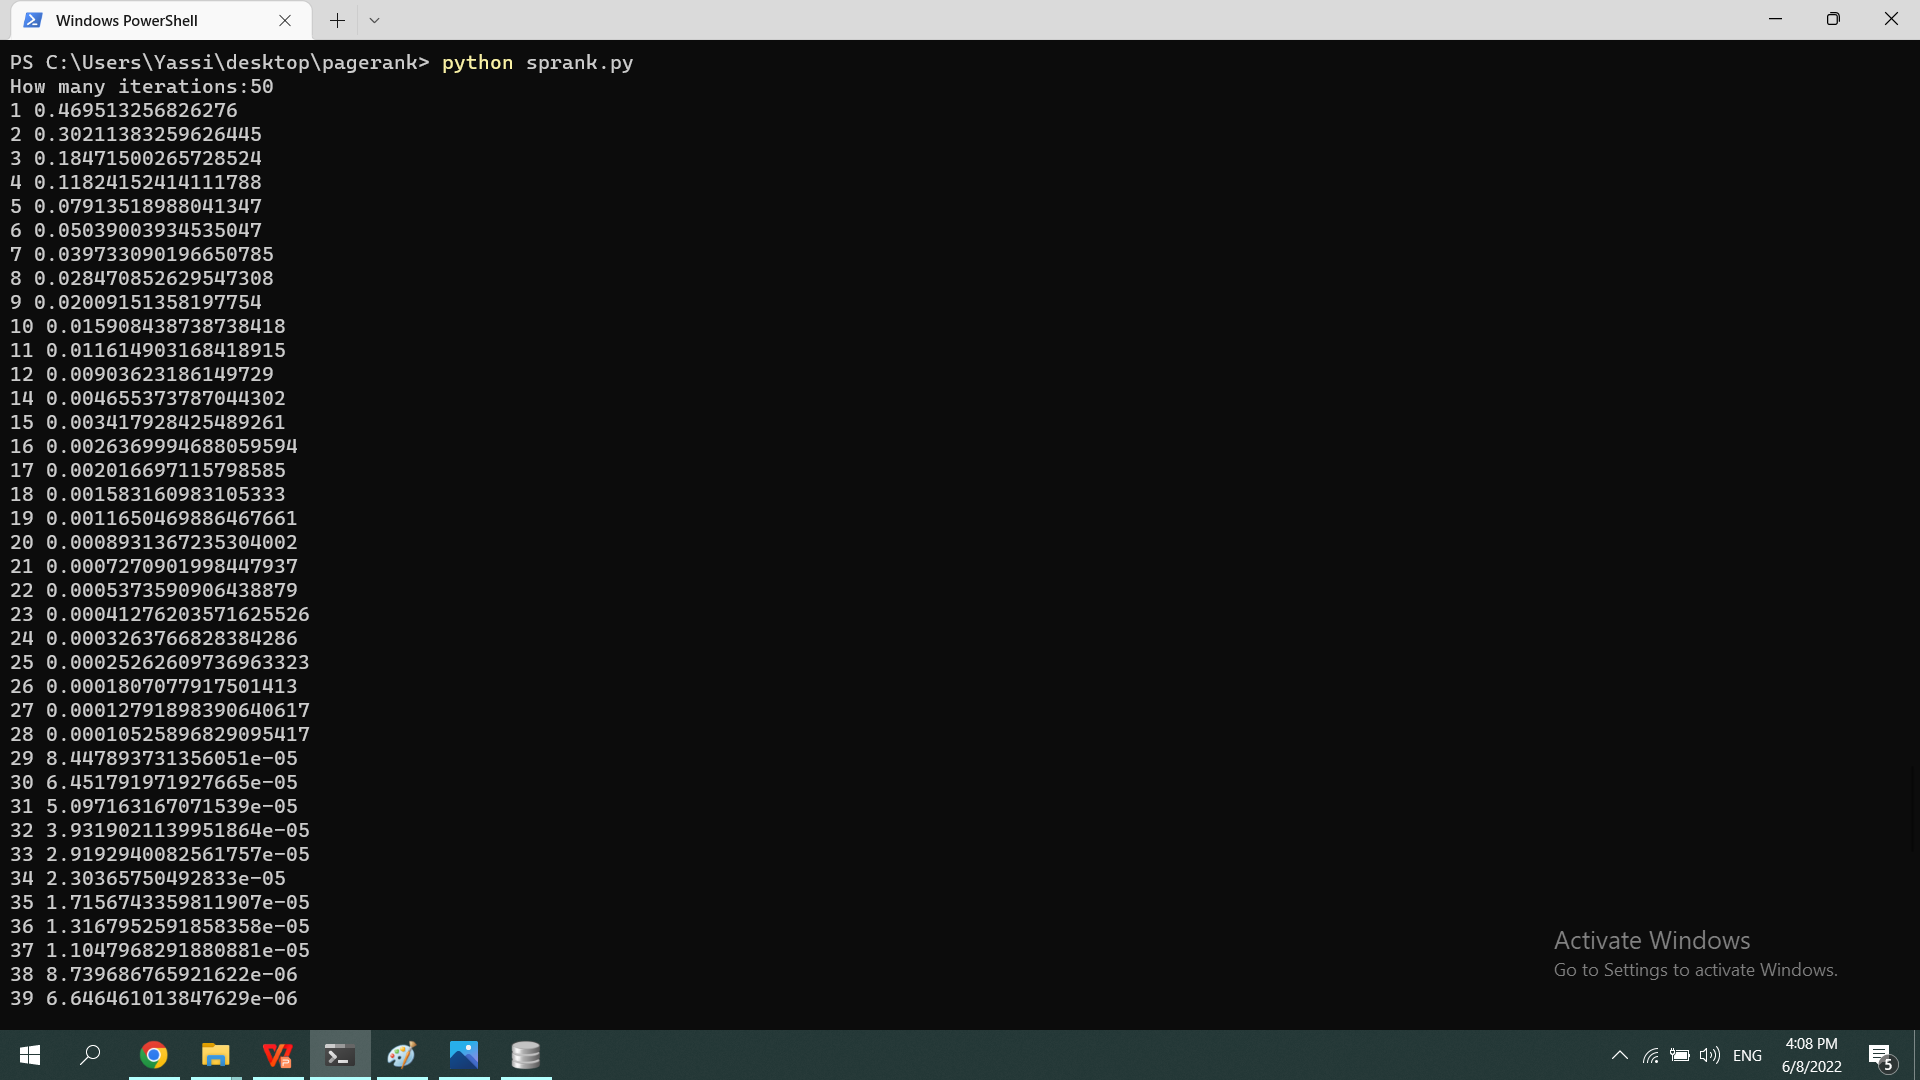 Windows PowerShell
PS C:\Users\Yassi\desktop\pagerank> python sprank.py
How many iterations:50
1 0.469513256826276
2 0.30211383259626445
3 0.18471500265728524
4 0.11824152414111788
5 0.07913518988041347
6 0.05039003934535047
7 0.039733090196650785
8 0.028470852629547308
9 0.02009151358197754
10 0.015908438738738418
11 0.011614903168418915
12 0.00903623186149729
14 0.004655373787044302
15 0.003417928425489261
16 0.0026369994688059594
17 0.002016697115798585
18 0.001583160983105333
19 0.0011650469886467661
20 0.0008931367235304002
21 0.0007270901998447937
22 0.0005373590906438879
23 0.00041276203571625526
24 0.0003263766828384286
25 0.00025262609736963323
26 0.0001807077917501413
27 0.00012791898390640617
28 0.00010525896829095417
29 8.447893731356051e-05
30 6.451791971927665e-05
31 5.097163167071539e-05
32 3.9319021139951864e-05
33 2.9192940082561757e-05
34 2.30365750492833e-05
35 1.7156743359811907e-05
36 1.3167952591858358e-05
37 1.1047968291880881e-05
38 8.739686765921622e-06
39 6.646461013847629e-06
Activate Windows
Go to Settings to activate Windows.
ENG
4:08 PM
6/8/2022
5